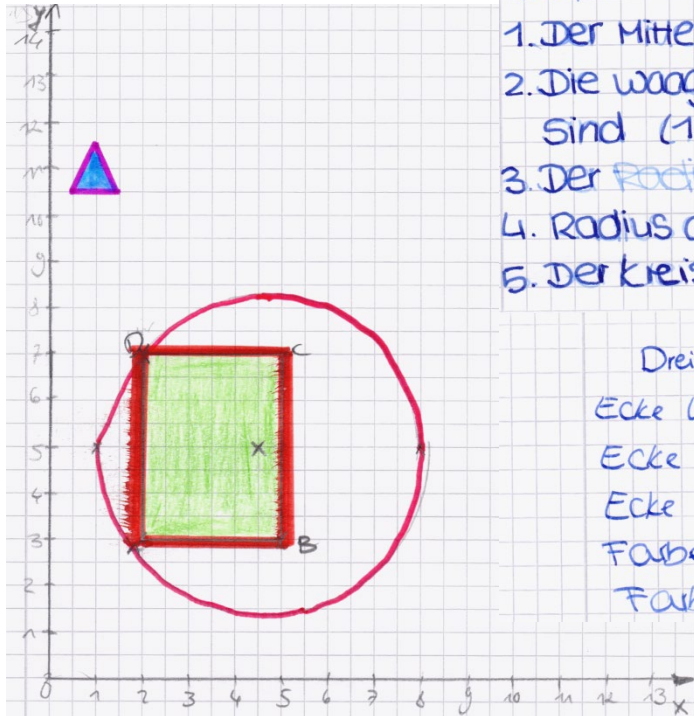 y
14
13
12
11
10
9
8
7
6
5
4
3
2
1
0 1 2 3 4 5 6 7 8 9 10 11 12 13 x
D C
B
1. Der Mitte
2. Die waag
Sind (1
3. Der
4. Radius
5. Der Kreis
Drei
Ecke (
Ecke
Ecke
Farbe
Farb